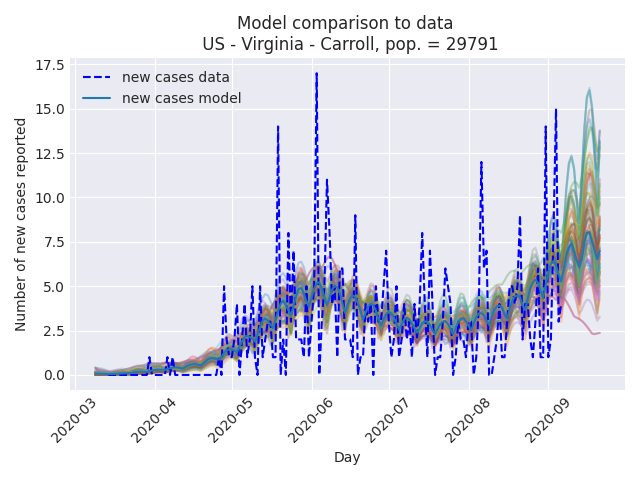 Model comparison to data
US - Virginia - Carroll, pop. = 29791
new cases data
new cases model
Number of new cases reported
17.5
15.0
12.5
10.0
7.5
5.0
2.5
0.0
2020-03
2020-04
2020-05
2020-06
2020-07
2020-08
2020-09
Day